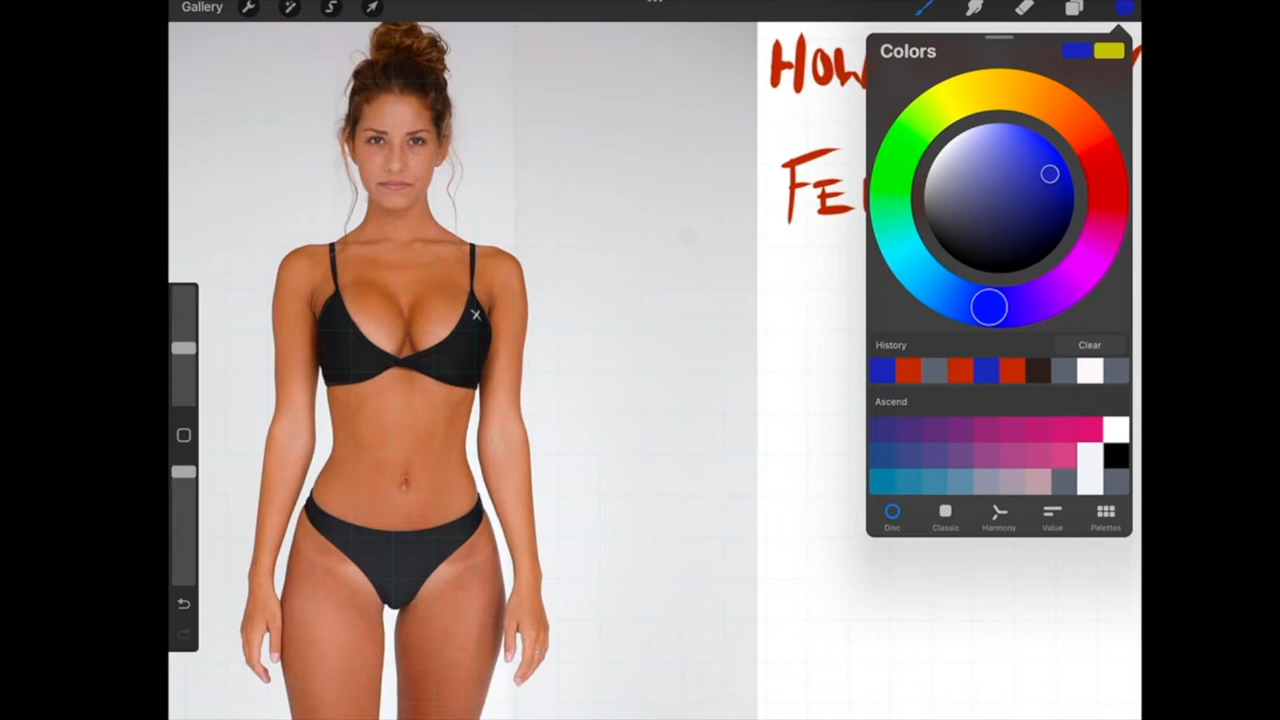 Gallery
HOW
Colors
FE
History
Clear
Ascend
Disc Classic Harmony Value Palettes